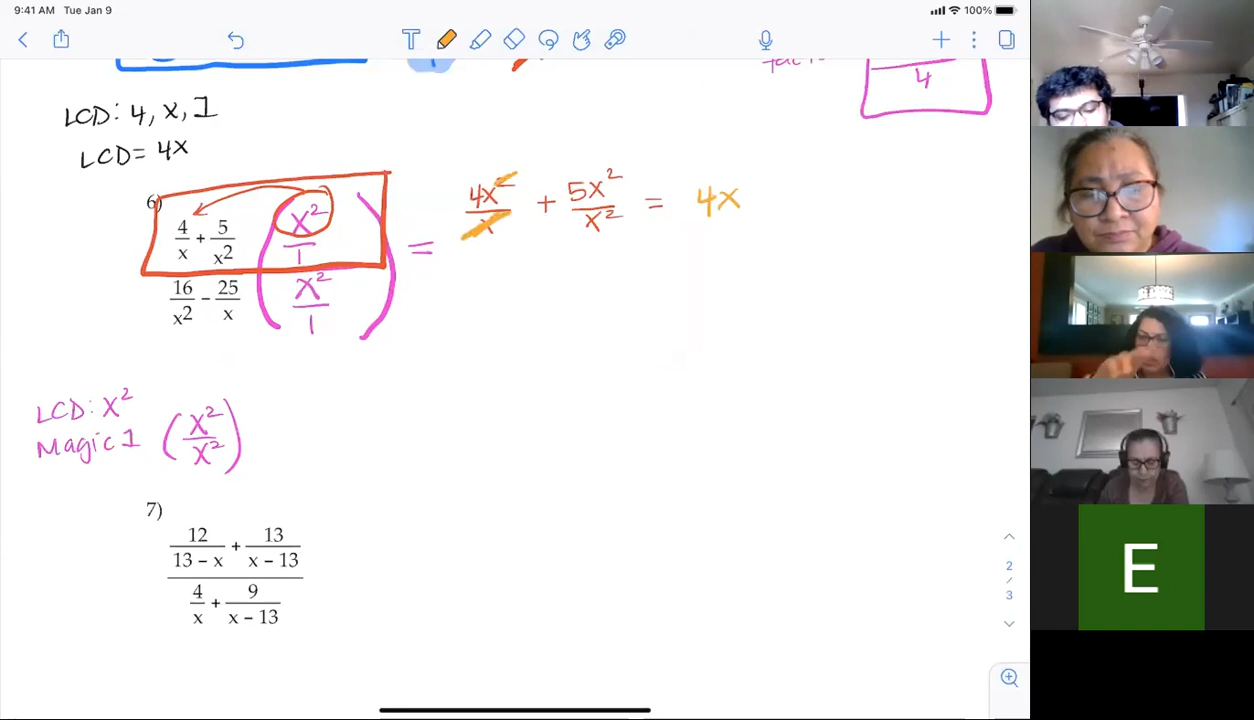 9:41 AM Tue Jan 9
100%
T
4
LCD: 4, x, 1
LCD= 4x
6)
4/x + 5/x² ( x²/1 = 4x²/x + 5x²/x² = 4x
16/x² − 25/x x²/1 )
LCD: x²
Magic 1 (x²/x²)
7)
12/(13 − x) + 13/(x − 13)
4/x + 9/(x − 13)
2
/
3
E